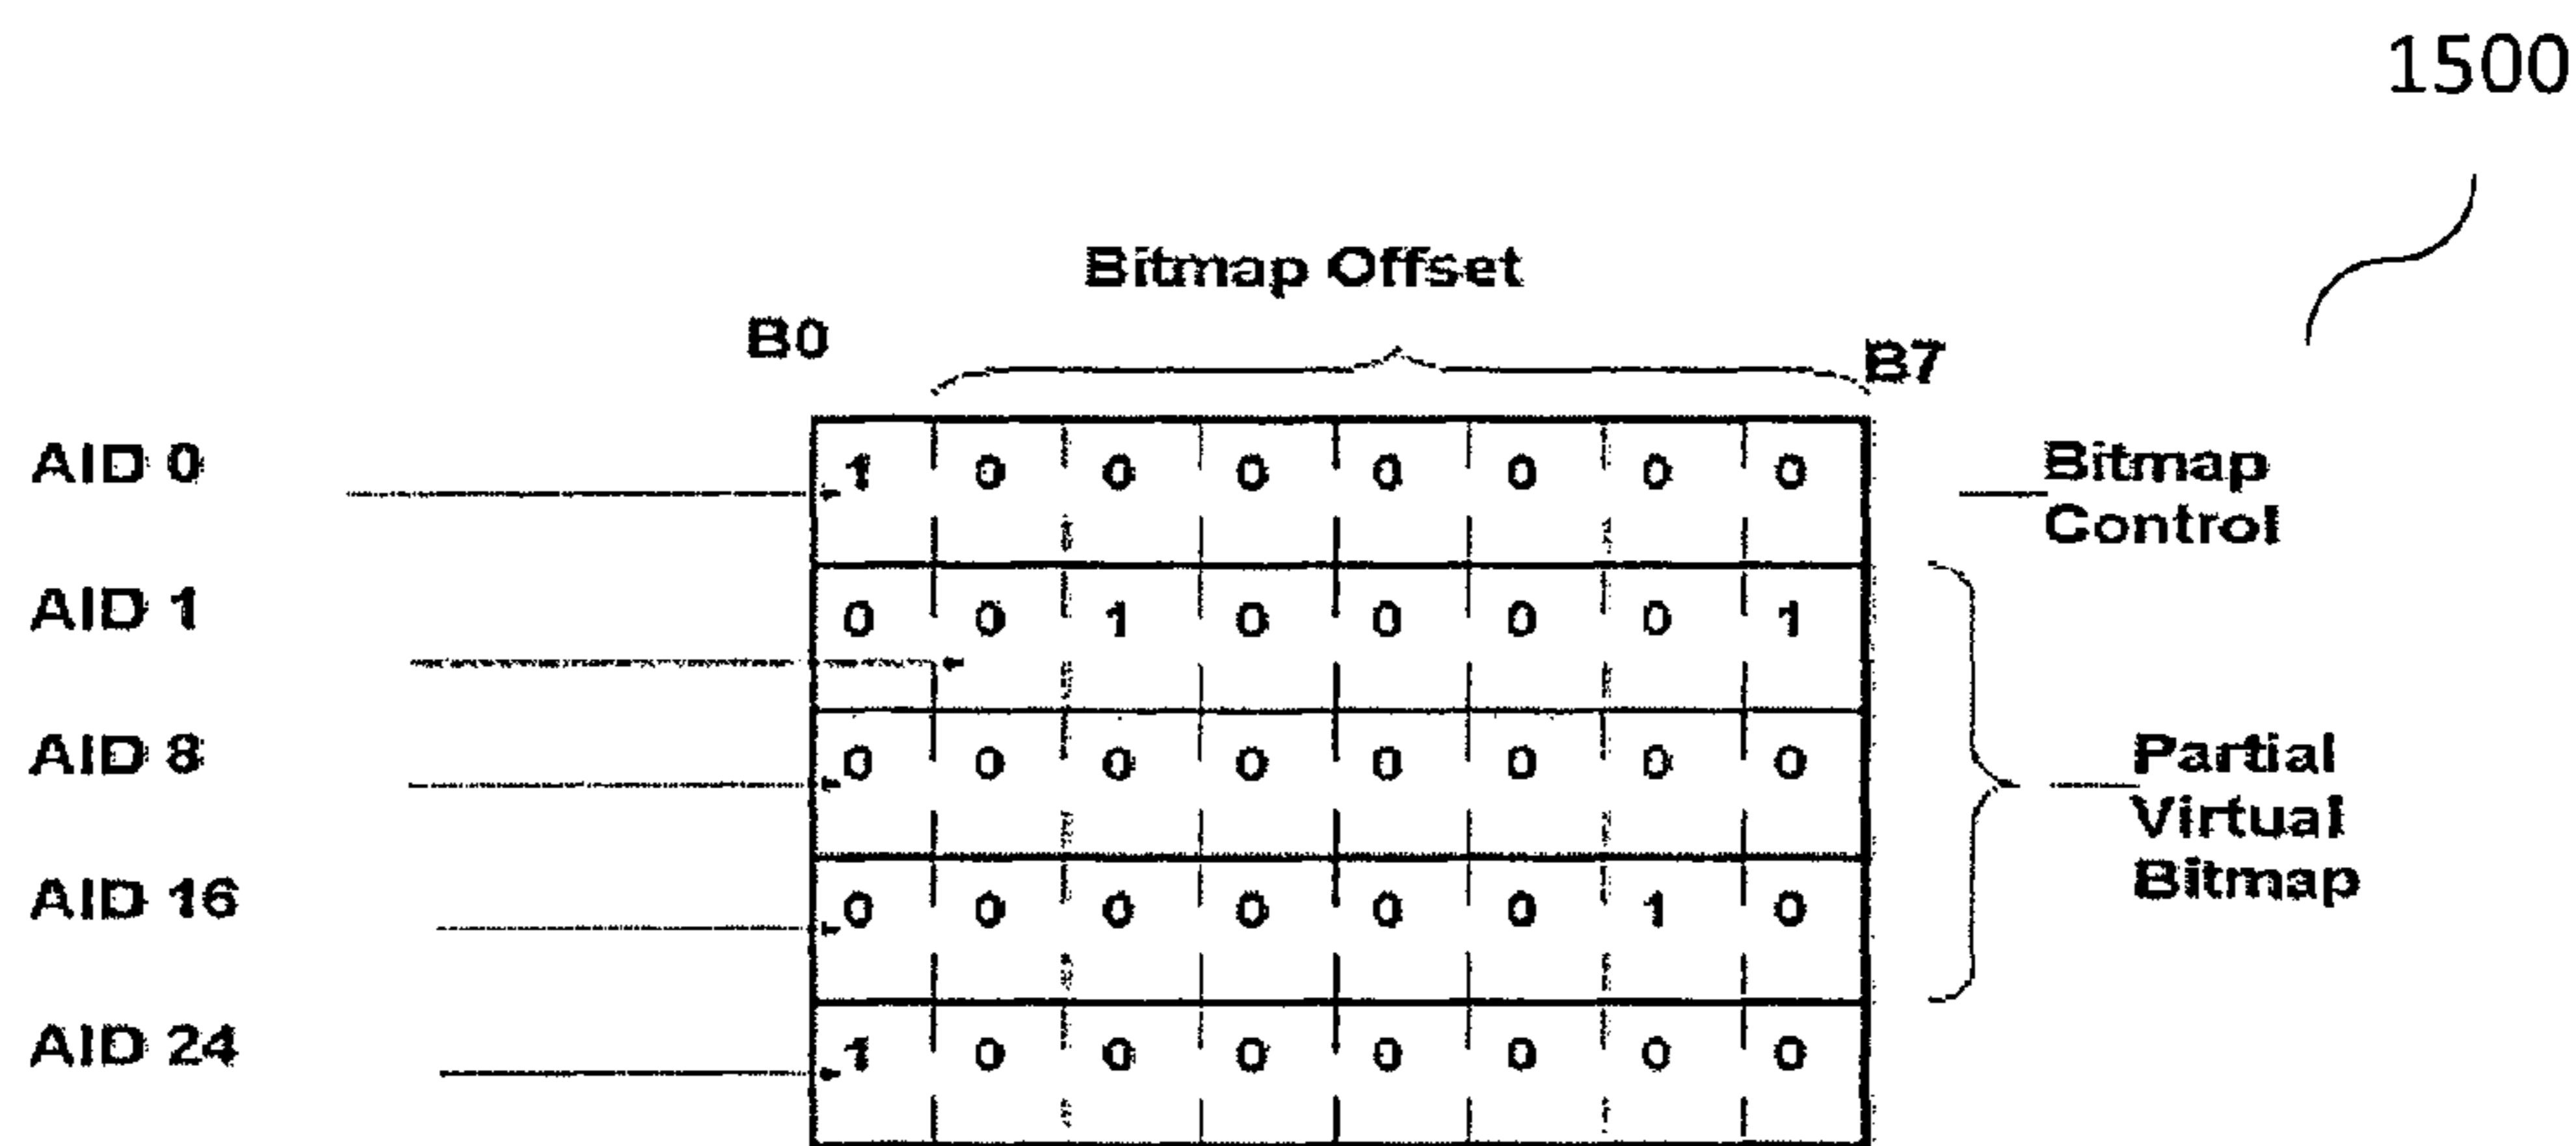 1500
Bitmap Offset
B0
B7
AID 0
1 0 0 0 0 0 0 0
Bitmap
Control
AID 1
0 0 1 0 0 0 0 1
AID 8
0 0 0 0 0 0 0 0
Partial
Virtual
Bitmap
AID 16
0 0 0 0 0 0 1 0
AID 24
1 0 0 0 0 0 0 0